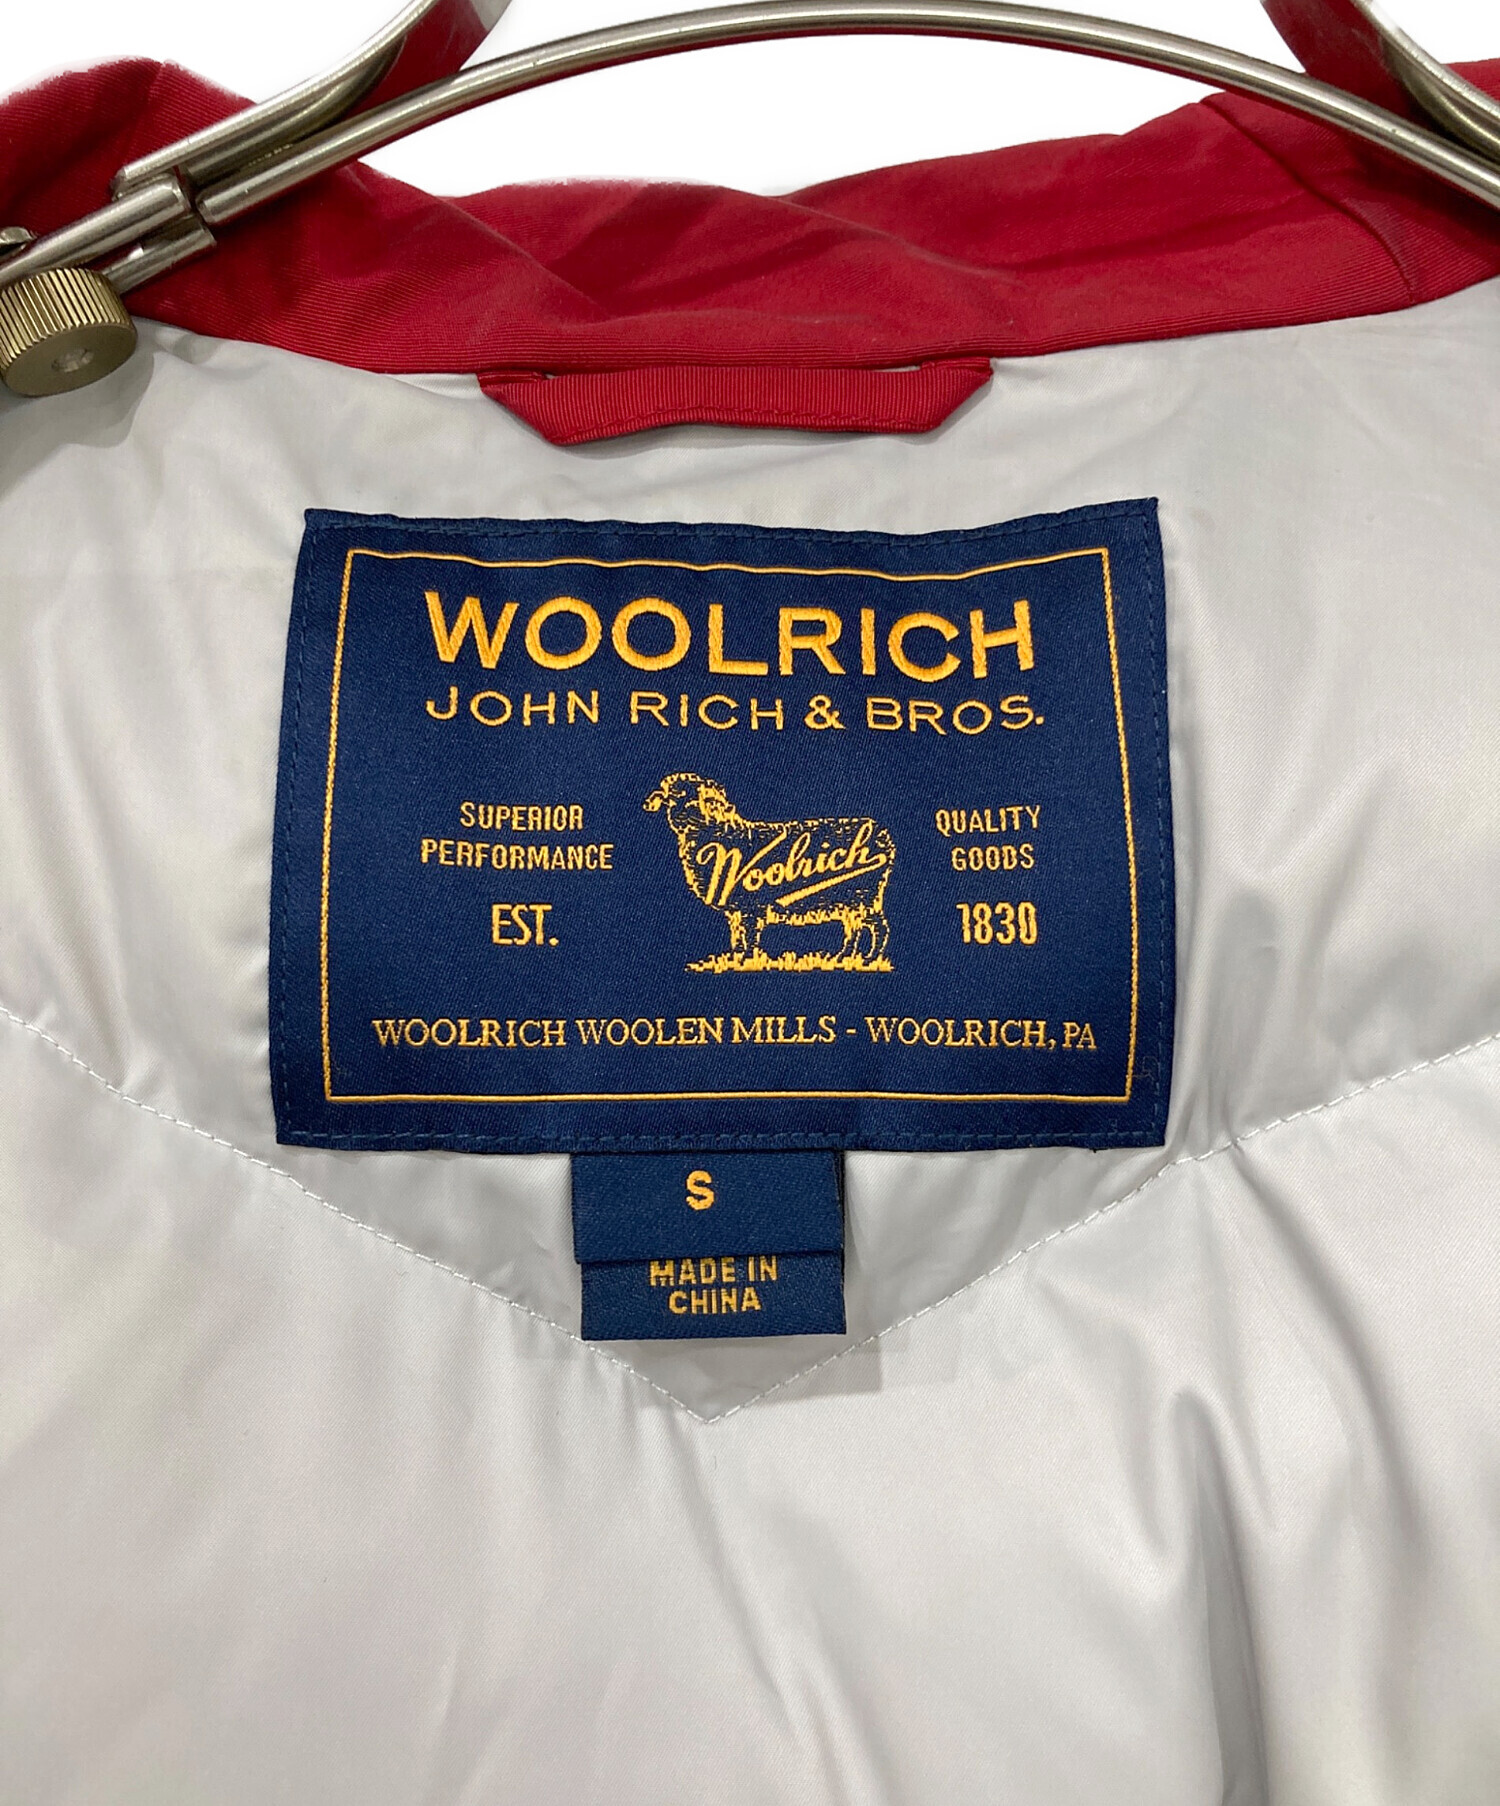 WOOLRICH
JOHN RICH & BROS.
SUPERIOR
PERFORMANCE
EST.
Woolrich
QUALITY
GOODS
1830
WOOLRICH WOOLEN MILLS - WOOLRICH, PA
S
MADE IN
CHINA